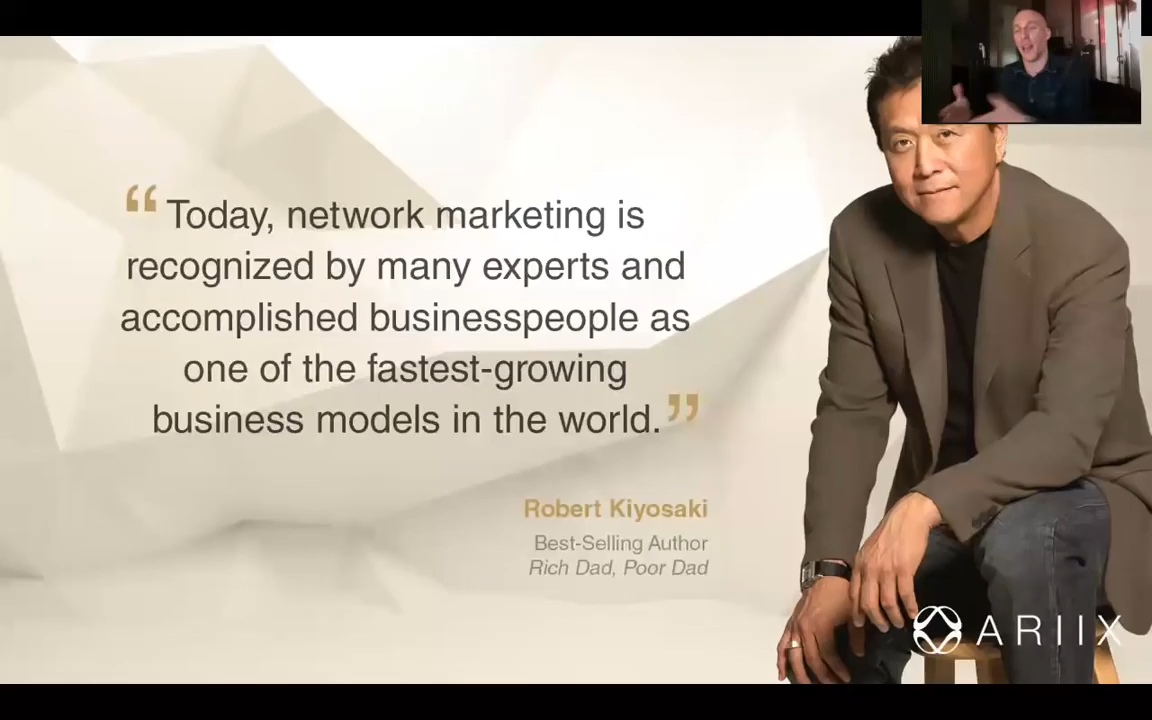 “Today, network marketing is
recognized by many experts and
accomplished businesspeople as
one of the fastest-growing
business models in the world.”
Robert Kiyosaki
Best-Selling Author
Rich Dad, Poor Dad
ARIIX